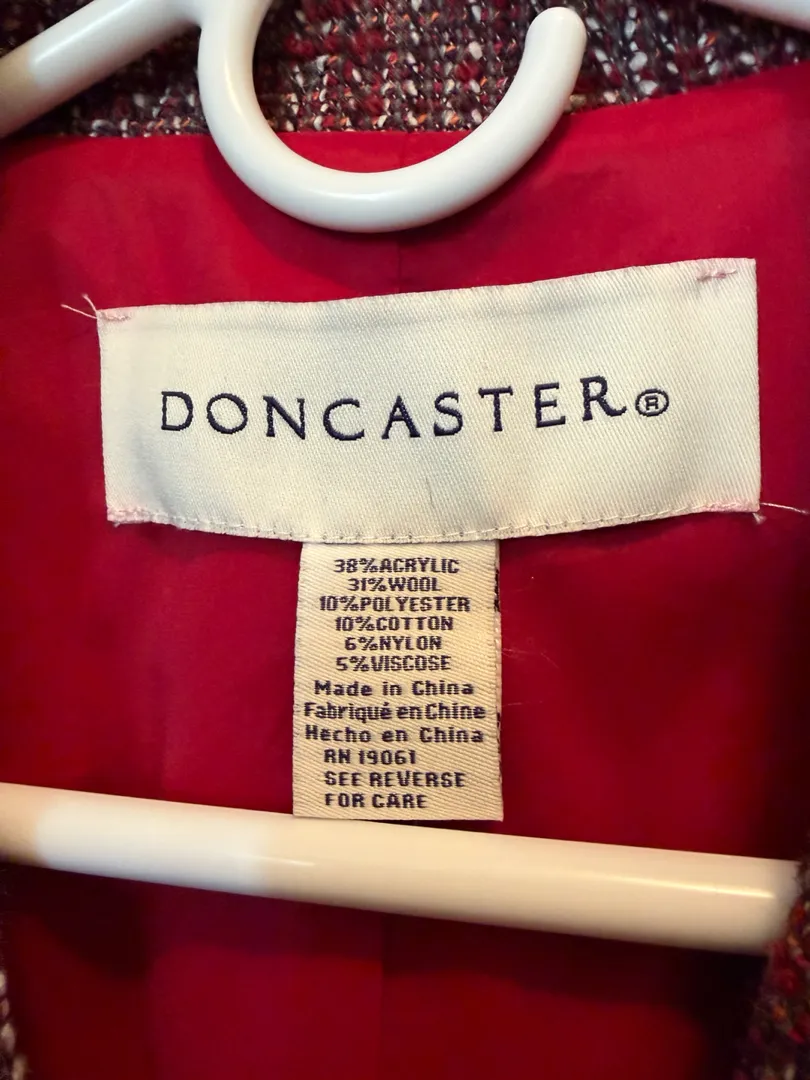 DONCASTER®
38%ACRYLIC
31%WOOL
10%POLYESTER
10%COTTON
6%NYLON
5%VISCOSE
Made in China
Fabriqué en Chine
Hecho en China
RN 19061
SEE REVERSE
FOR CARE